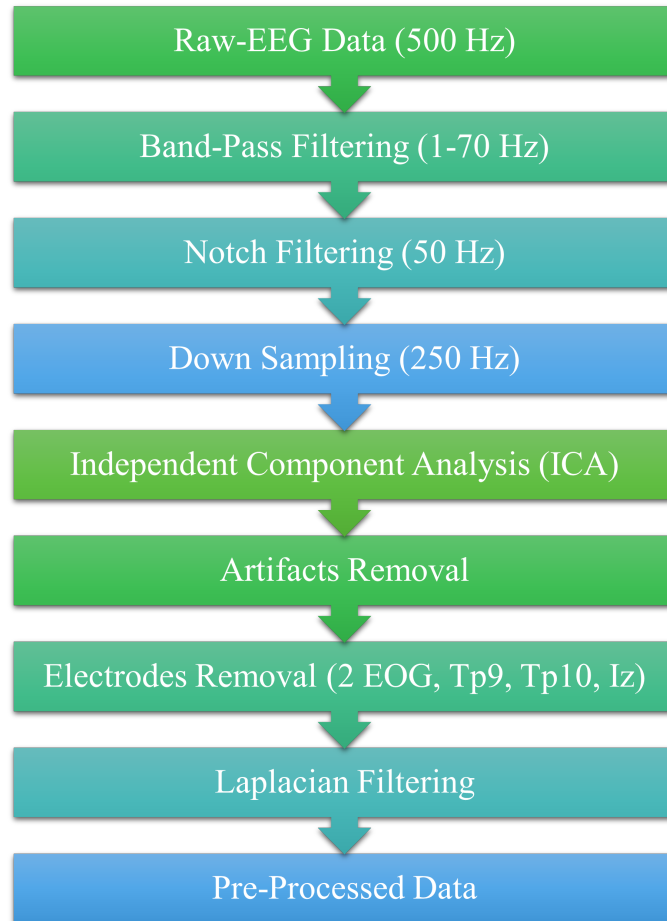 Raw-EEG Data (500 Hz)
Band-Pass Filtering (1-70 Hz)
Notch Filtering (50 Hz)
Down Sampling (250 Hz)
Independent Component Analysis (ICA)
Artifacts Removal
Electrodes Removal (2 EOG, Tp9, Tp10, Iz)
Laplacian Filtering
Pre-Processed Data